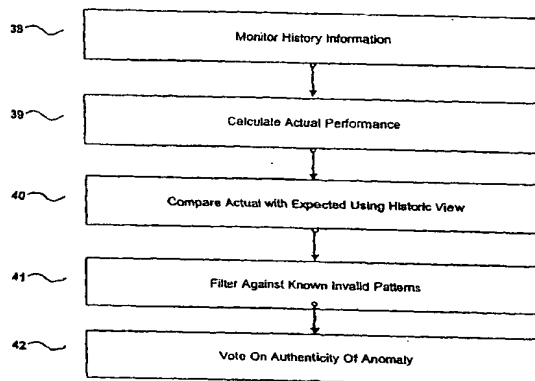 38 Monitor History Information
39 Calculate Actual Performance
40 Compare Actual with Expected Using Historic View
41 Filter Against Known Invalid Patterns
42 Vote On Authenticity Of Anomaly